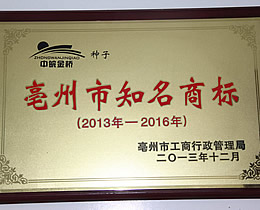 ZHONGWANJINQIAO
中皖金桥 种子
亳州市知名商标
(2013年—2016年)
亳州市工商行政管理局
二〇一三年十二月